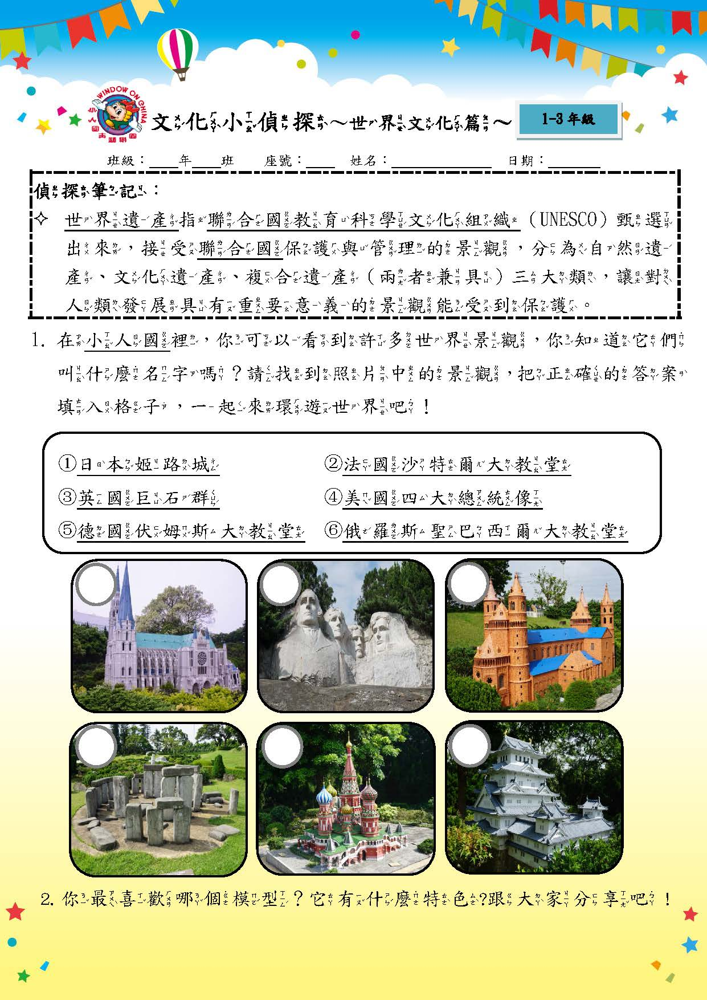 WINDOW ON CHINA
小人國主題樂園
文化小偵探～世界文化篇～
1-3 年級
班級：____年____班 座號：____ 姓名：______________ 日期：_______
偵探筆記：
✧ 世界遺產指聯合國教育科學文化組織（UNESCO）甄選
出來，接受聯合國保護與管理的景觀，分為自然遺
產、文化遺產、複合遺產（兩者兼具）三大類，讓對
人類發展具有重要意義的景觀能受到保護。
1. 在小人國裡，你可以看到許多世界景觀，你知道它們
叫什麼名字嗎？請找到照片中的景觀，把正確的答案
填入格子，一起來環遊世界吧！
①日本姬路城 ②法國沙特爾大教堂
③英國巨石群 ④美國四大總統像
⑤德國伏姆斯大教堂 ⑥俄羅斯聖巴西爾大教堂
2. 你最喜歡哪個模型？它有什麼特色?跟大家分享吧！